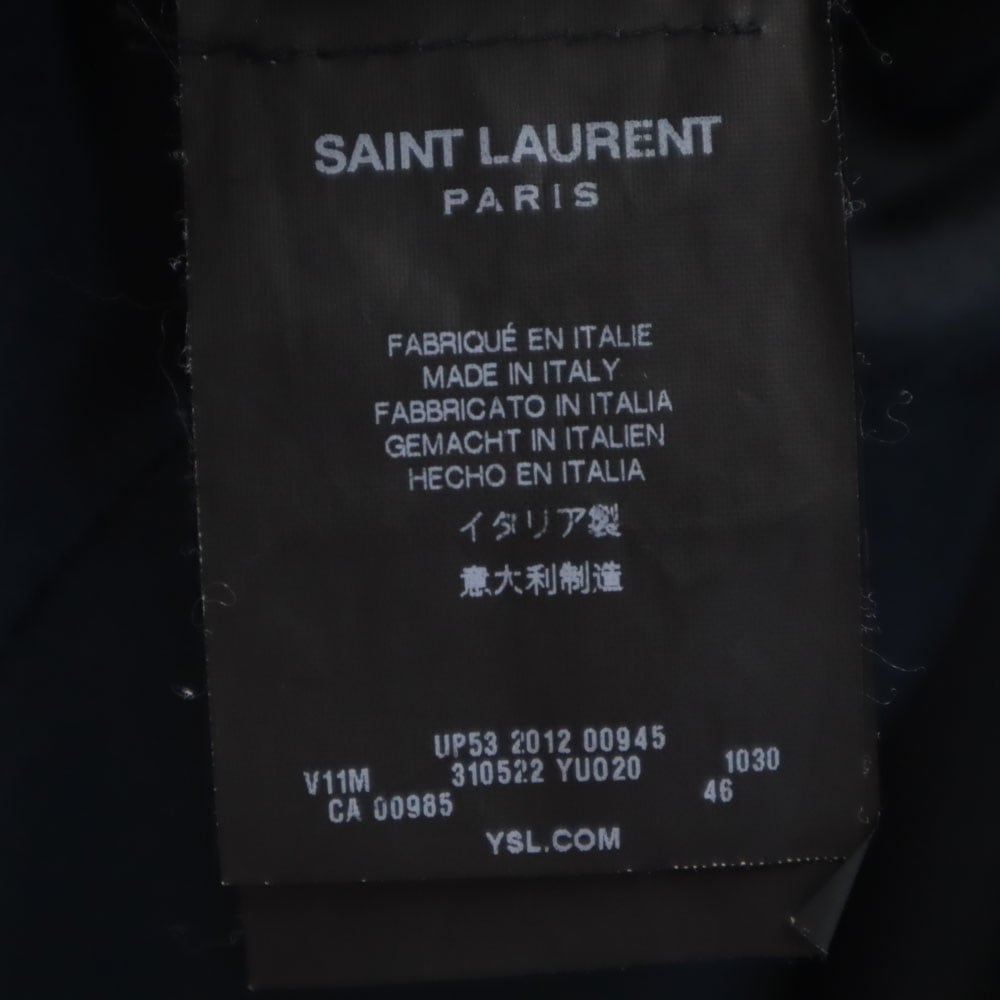 SAINT LAURENT
PARIS
FABRIQUÉ EN ITALIE
MADE IN ITALY
FABBRICATO IN ITALIA
GEMACHT IN ITALIEN
HECHO EN ITALIA
イタリア製
意大利制造
UP53 2012 00945
V11M 310522 YU020 1030
CA 00985 46
YSL.COM